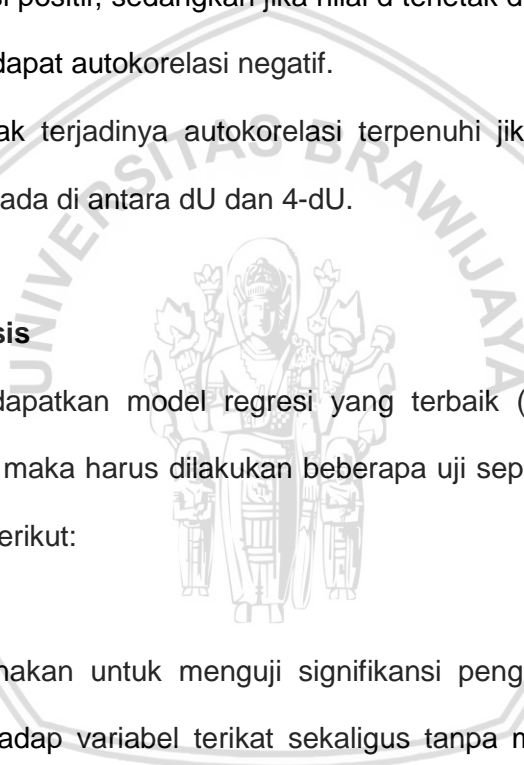 si positif, sedangkan jika nilai d terletak d
dapat autokorelasi negatif.
ak terjadinya autokorelasi terpenuhi jik
ada di antara dU dan 4-dU.
sis
dapatkan model regresi yang terbaik (
maka harus dilakukan beberapa uji sep
erikut:
nakan untuk menguji signifikansi peng
adap variabel terikat sekaligus tanpa m
UNIVERSITAS BRAWIJAYA